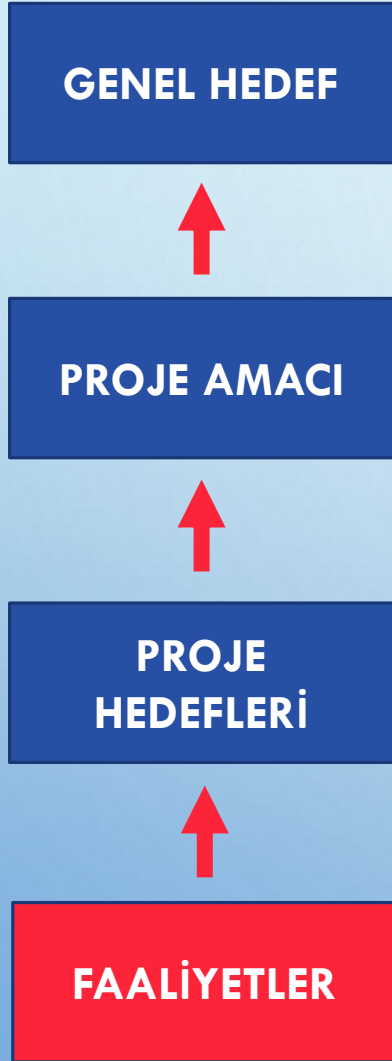 GENEL HEDEF
PROJE AMACI
PROJE
HEDEFLERİ
FAALİYETLER